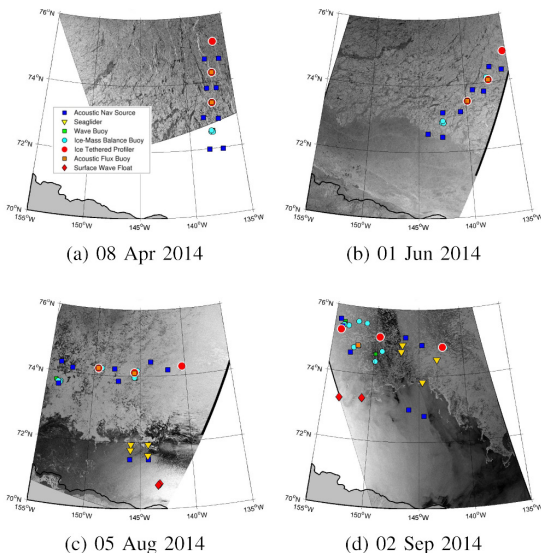 76°N
74°N
72°N
70°N
155°W
150°W
145°W
140°W
135°W
Acoustic Nav Source
Seaglider
Wave Buoy
Ice-Mass Balance Buoy
Ice Tethered Profiler
Acoustic Flux Buoy
Surface Wave Float
(a) 08 Apr 2014
76°N
74°N
72°N
70°N
155°W
150°W
145°W
140°W
135°W
(b) 01 Jun 2014
76°N
74°N
72°N
70°N
155°W
150°W
145°W
140°W
135°W
(c) 05 Aug 2014
76°N
74°N
72°N
70°N
155°W
150°W
145°W
140°W
135°W
(d) 02 Sep 2014